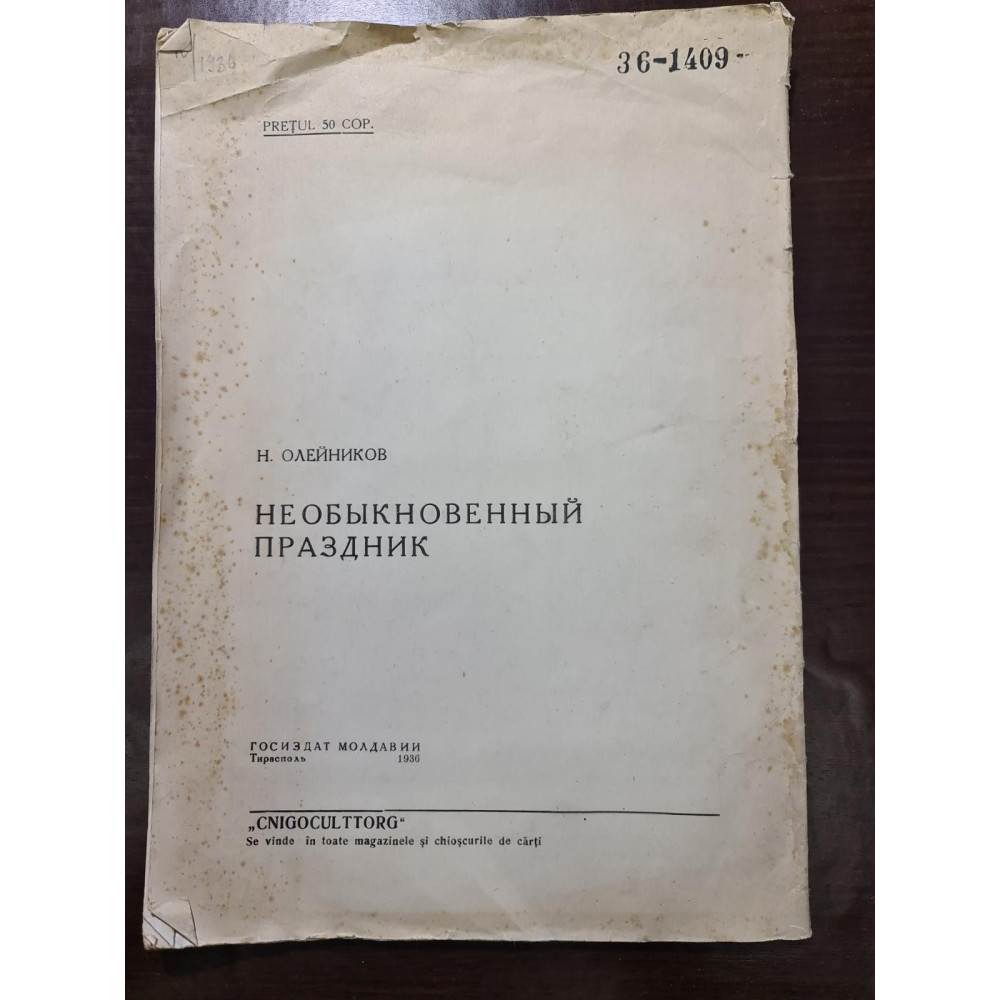 1936
36-1409-
PREȚUL 50 COP.
Н. ОЛЕЙНИКОВ
НЕОБЫКНОВЕННЫЙ
ПРАЗДНИК
ГОСИЗДАТ МОЛДАВИИ
Тирасполь 1936
„CNIGOCULTTORG“
Se vinde în toate magazinele și chioșcurile de cărți